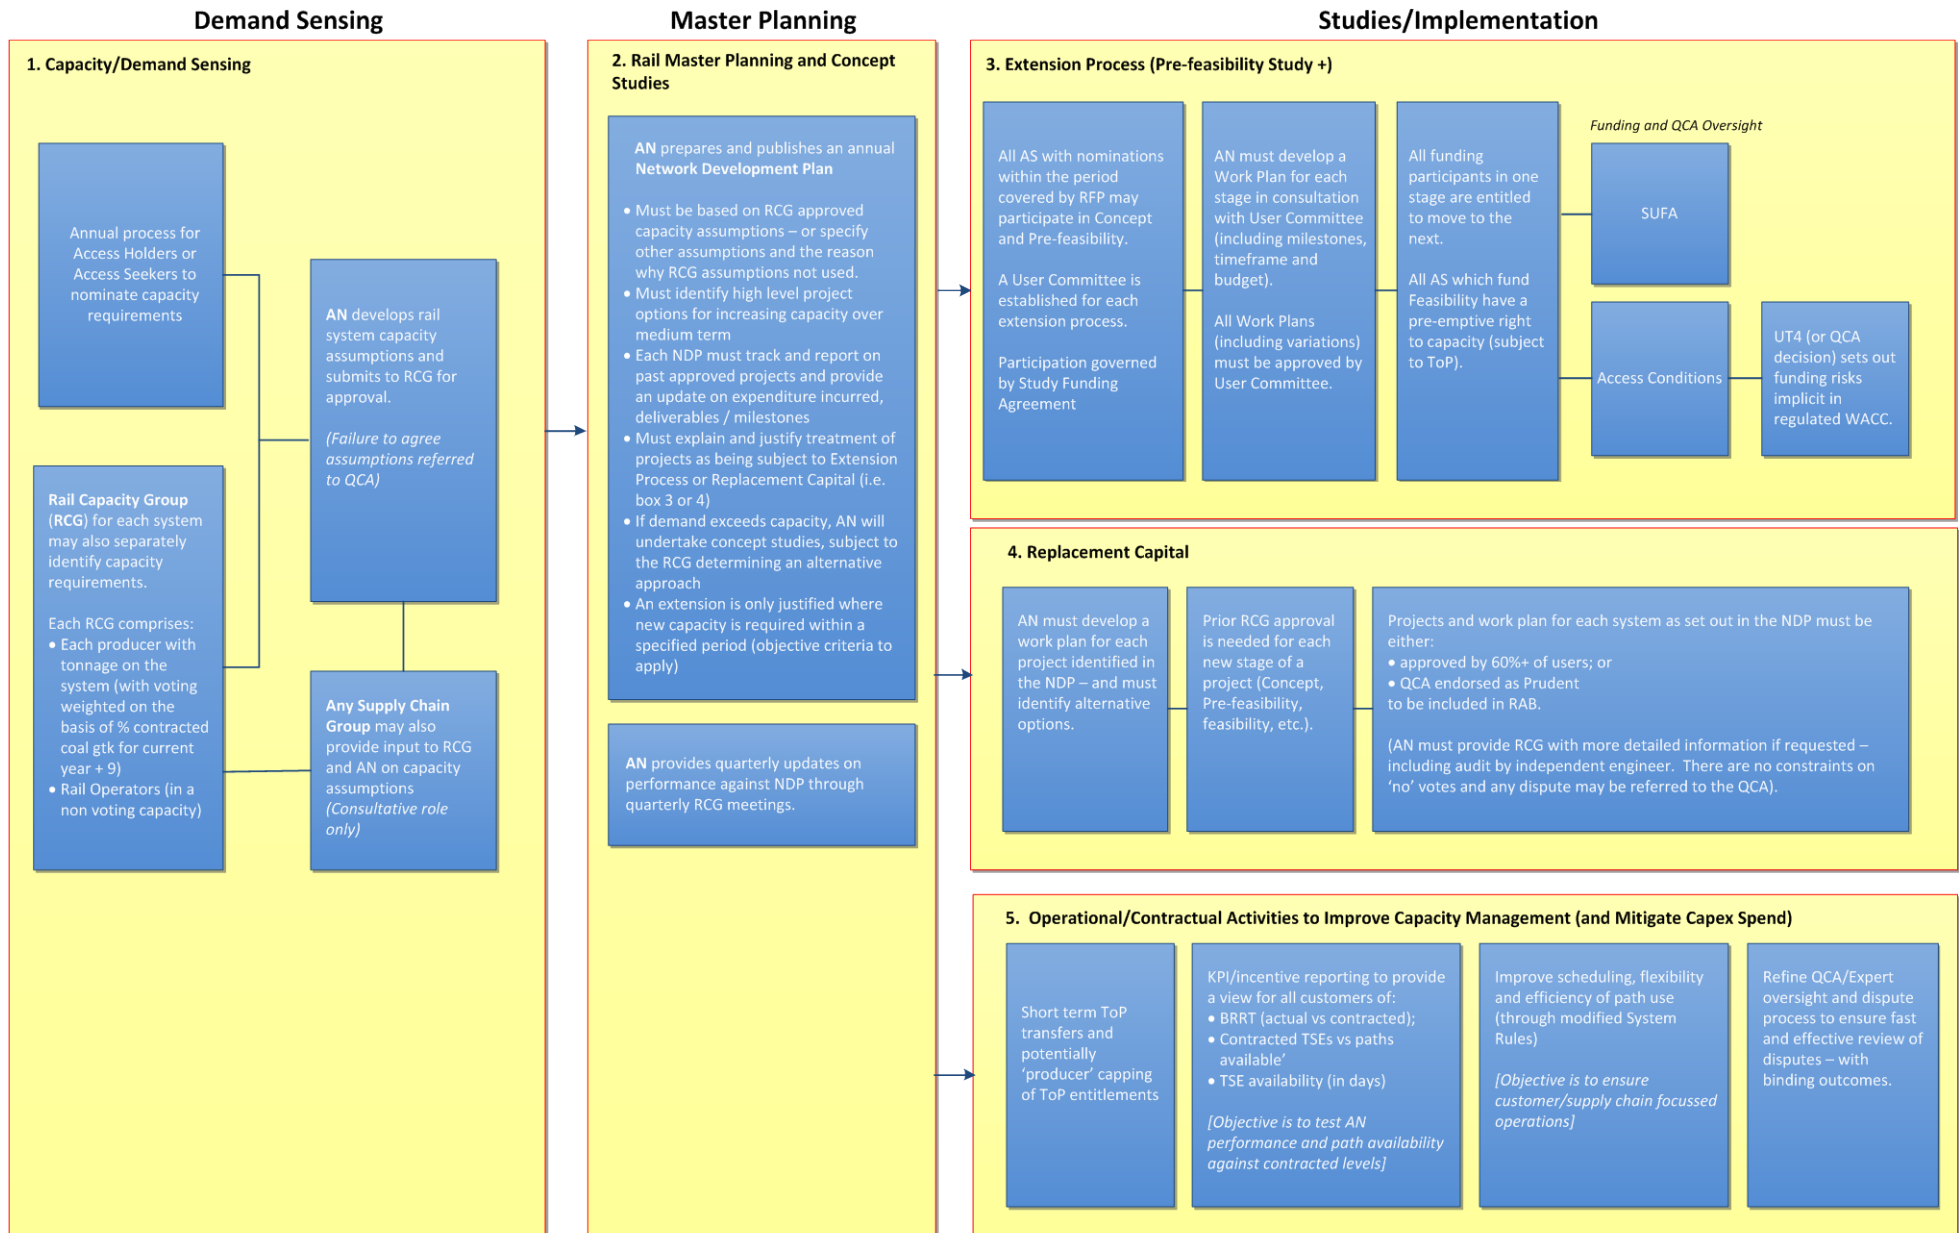 Demand Sensing
Master Planning
Studies/Implementation
1. Capacity/Demand Sensing
Annual process for
Access Holders or
Access Seekers to
nominate capacity
requirements
Rail Capacity Group
(RCG) for each system
may also separately
identify capacity
requirements.
Each RCG comprises:
• Each producer with
tonnage on the
system (with voting
weighted on the
basis of % contracted
coal gtk for current
year + 9)
• Rail Operators (in a
non voting capacity)
AN develops rail
system capacity
assumptions and
submits to RCG for
approval.
(Failure to agree
assumptions referred
to QCA)
Any Supply Chain
Group may also
provide input to RCG
and AN on capacity
assumptions
(Consultative role
only)
2. Rail Master Planning and Concept
Studies
AN prepares and publishes an annual
Network Development Plan
• Must be based on RCG approved
capacity assumptions – or specify
other assumptions and the reason
why RCG assumptions not used.
• Must identify high level project
options for increasing capacity over
medium term
• Each NDP must track and report on
past approved projects and provide
an update on expenditure incurred,
deliverables / milestones
• Must explain and justify treatment of
projects as being subject to Extension
Process or Replacement Capital (i.e.
box 3 or 4)
• If demand exceeds capacity, AN will
undertake concept studies, subject to
the RCG determining an alternative
approach
• An extension is only justified where
new capacity is required within a
specified period (objective criteria to
apply)
AN provides quarterly updates on
performance against NDP through
quarterly RCG meetings.
3. Extension Process (Pre-feasibility Study +)
All AS with nominations
within the period
covered by RFP may
participate in Concept
and Pre-feasibility.
A User Committee is
established for each
extension process.
Participation governed
by Study Funding
Agreement
AN must develop a
Work Plan for each
stage in consultation
with User Committee
(including milestones,
timeframe and
budget).
All Work Plans
(including variations)
must be approved by
User Committee.
All funding
participants in one
stage are entitled
to move to the
next.
All AS which fund
Feasibility have a
pre-emptive right
to capacity (subject
to ToP).
Funding and QCA Oversight
SUFA
Access Conditions
UT4 (or QCA
decision) sets out
funding risks
implicit in
regulated WACC.
4. Replacement Capital
AN must develop a
work plan for each
project identified in
the NDP – and must
identify alternative
options.
Prior RCG approval
is needed for each
new stage of a
project (Concept,
Pre-feasibility,
feasibility, etc.).
Projects and work plan for each system as set out in the NDP must be
either:
• approved by 60%+ of users; or
• QCA endorsed as Prudent
to be included in RAB.
(AN must provide RCG with more detailed information if requested –
including audit by independent engineer.  There are no constraints on
‘no’ votes and any dispute may be referred to the QCA).
5.  Operational/Contractual Activities to Improve Capacity Management (and Mitigate Capex Spend)
Short term ToP
transfers and
potentially
‘producer’ capping
of ToP entitlements
KPI/incentive reporting to provide
a view for all customers of:
• BRRT (actual vs contracted);
• Contracted TSEs vs paths
available’
• TSE availability (in days)
[Objective is to test AN
performance and path availability
against contracted levels]
Improve scheduling, flexibility
and efficiency of path use
(through modified System
Rules)
[Objective is to ensure
customer/supply chain focussed
operations]
Refine QCA/Expert
oversight and dispute
process to ensure fast
and effective review of
disputes – with
binding outcomes.